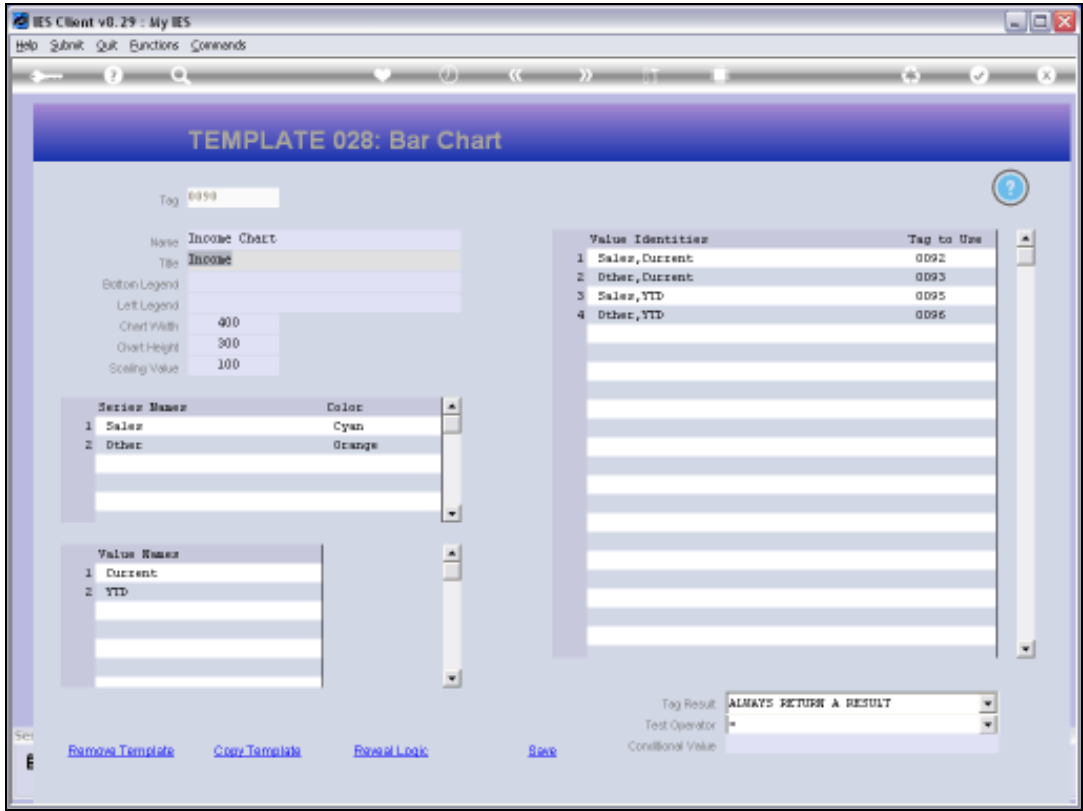 IES Client v8.29 : My IES
Help Submit Quit Functions Commands
TEMPLATE 028: Bar Chart
Tag 0090
Name Income Chart
Title Income
Bottom Legend
Left Legend
Chart Width 400
Chart Height 300
Scaling Value 100
Series Names Color
1 Sales Cyan
2 Other Orange
Value Names
1 Current
2 YTD
Value Identities Tag to Use
1 Sales,Current 0092
2 Other,Current 0093
3 Sales,YTD 0095
4 Other,YTD 0096
Tag Result ALWAYS RETURN A RESULT
Test Operator =
Conditional Value
Remove Template Copy Template Reveal Logic Save